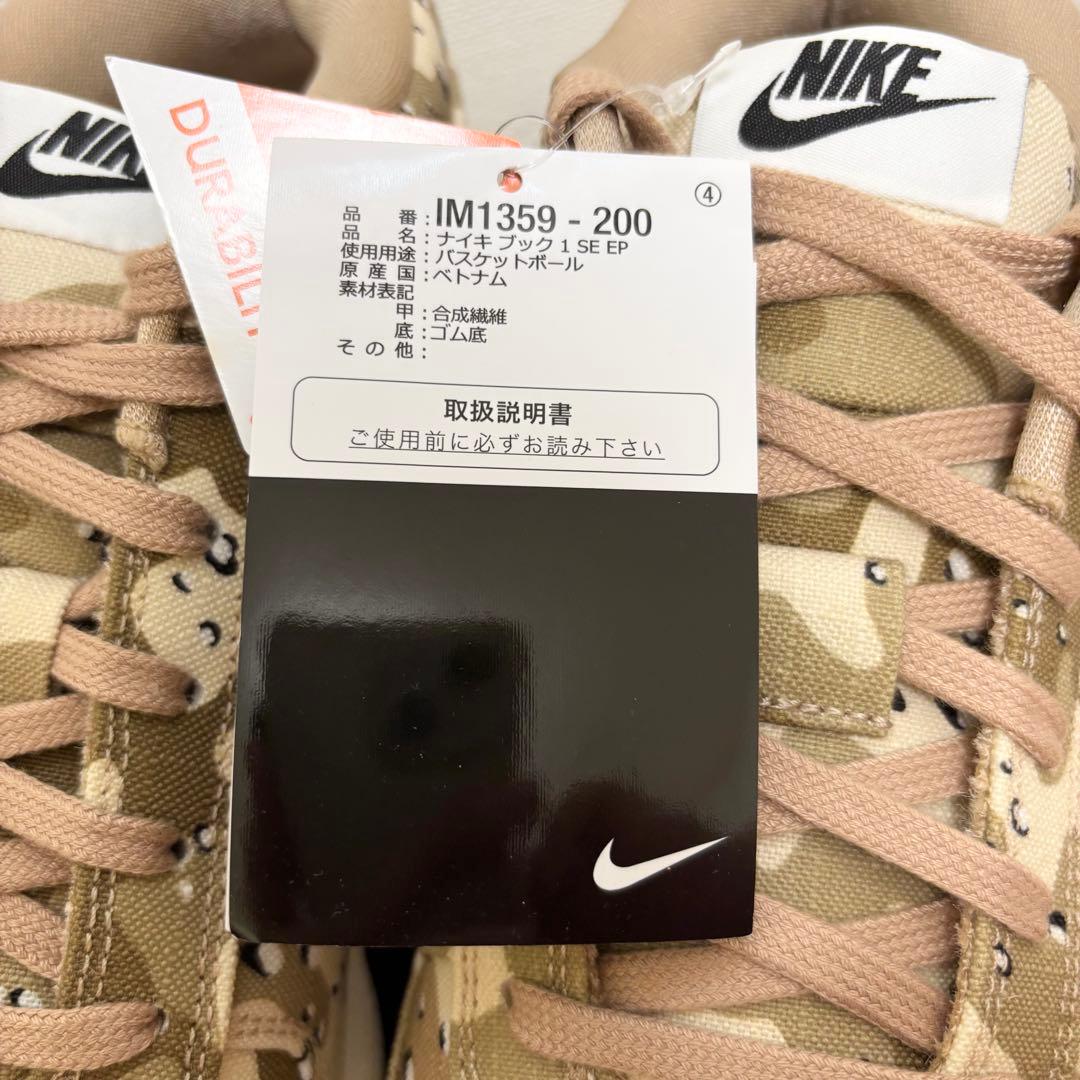 NIKE
NIK
DURABILI
④
品番:IM1359 - 200
品名:ナイキ ブック 1 SE EP
使用用途:バスケットボール
原産国:ベトナム
素材表記
甲:合成繊維
底:ゴム底
その他:
取扱説明書
ご使用前に必ずお読み下さい